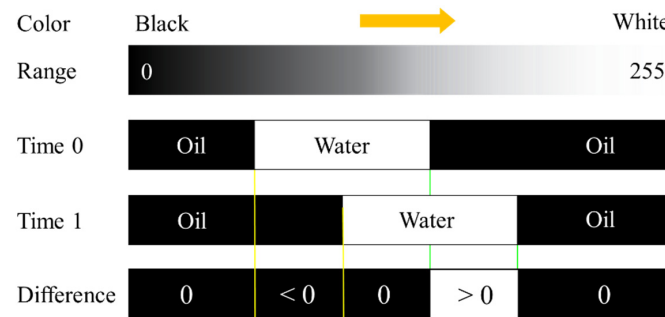 Color Black White
Range 0 255
Time 0 Oil Water Oil
Time 1 Oil Water Oil
Difference 0 < 0 0 > 0 0